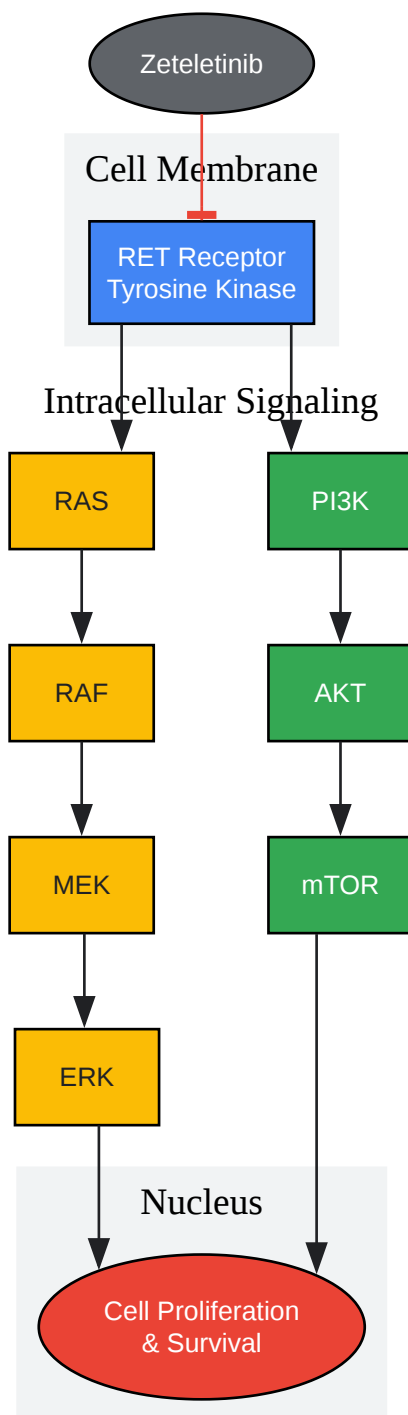 Zeteletinib
Cell Membrane
RET Receptor
Tyrosine Kinase
Intracellular Signaling
RAS
PI3K
RAF
AKT
MEK
mTOR
ERK
Nucleus
Cell Proliferation
& Survival